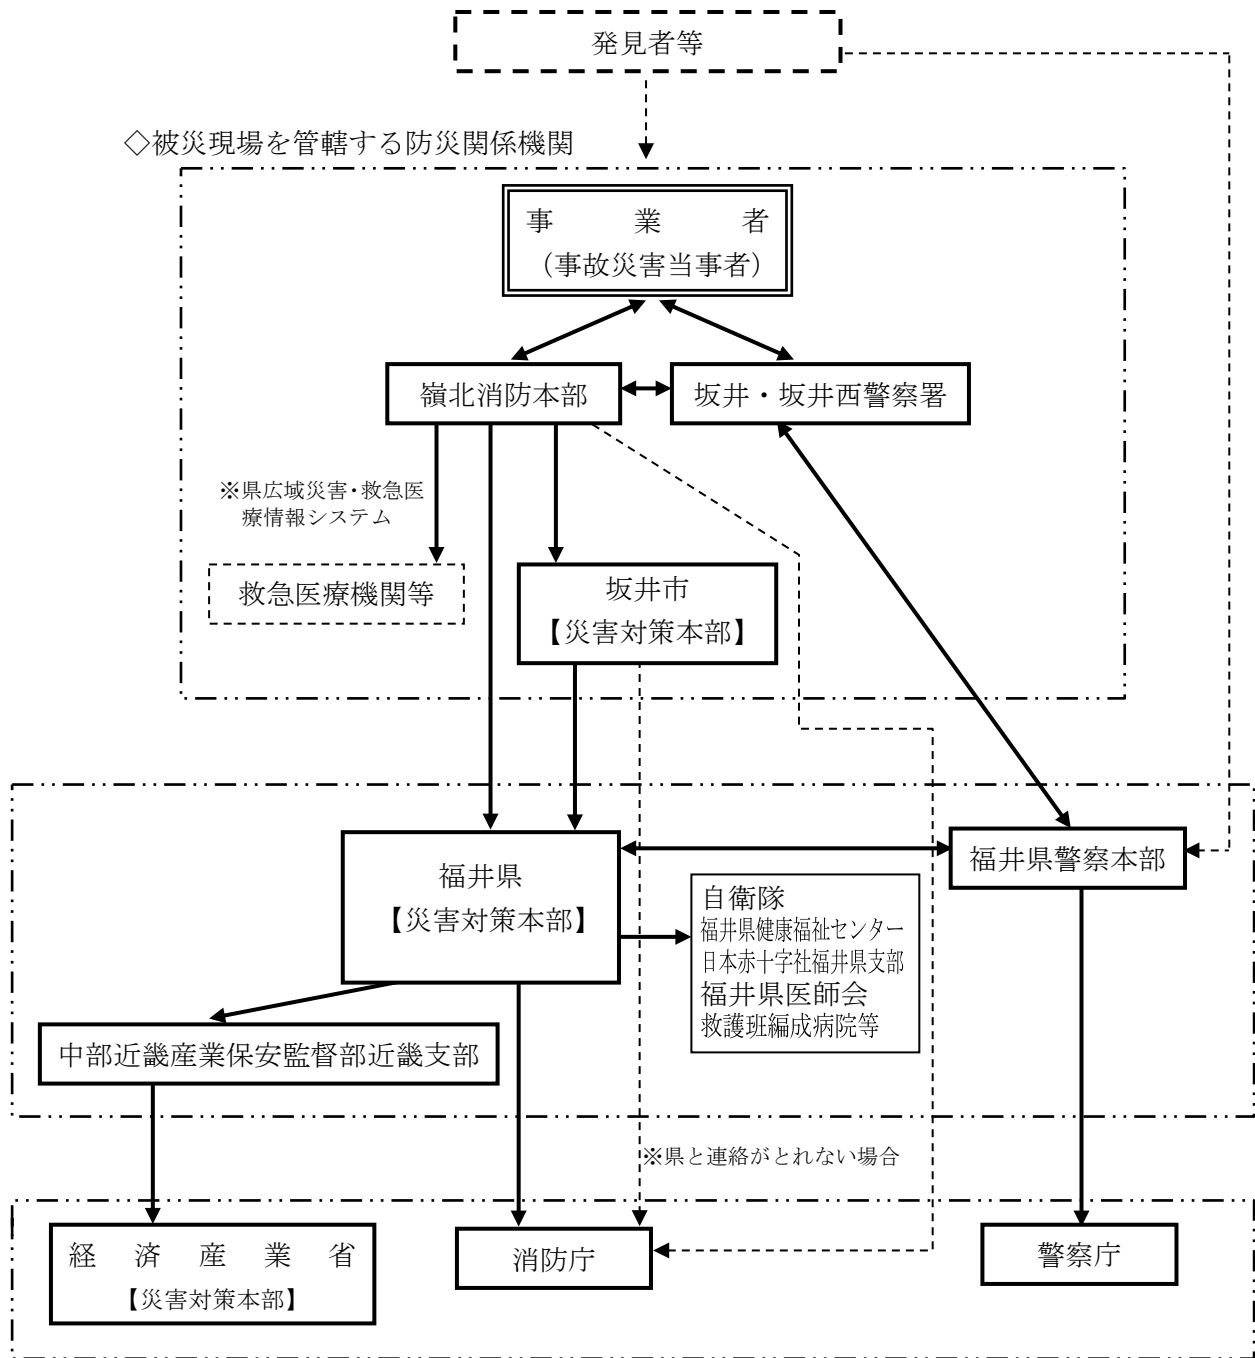 発見者等
◇被災現場を管轄する防災関係機関
事業者
（事故災害当事者）
嶺北消防本部
坂井・坂井西警察署
※県広域災害・救急医
療情報システム
救急医療機関等
坂井市
【災害対策本部】
福井県
【災害対策本部】
福井県警察本部
自衛隊
福井県健康福祉センター
日本赤十字社福井県支部
福井県医師会
救護班編成病院等
中部近畿産業保安監督部近畿支部
※県と連絡がとれない場合
経済産業省
【災害対策本部】
消防庁
警察庁